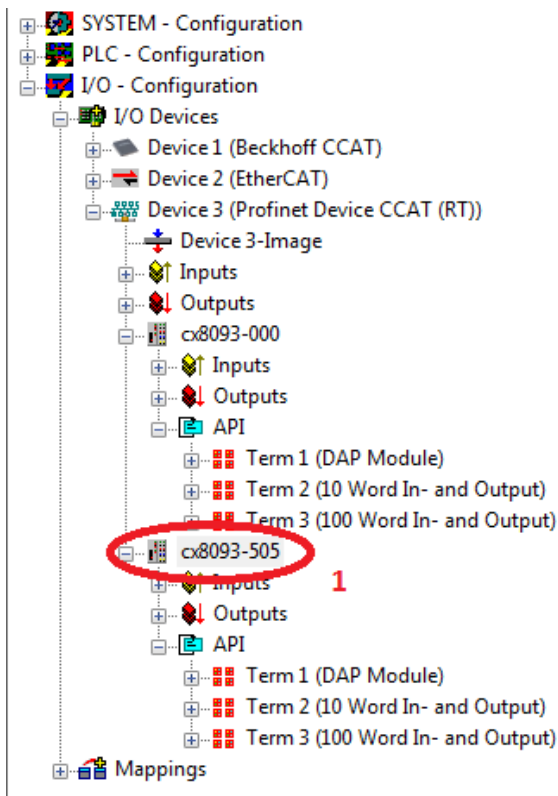 SYSTEM - Configuration
PLC - Configuration
I/O - Configuration
I/O Devices
Device 1 (Beckhoff CCAT)
Device 2 (EtherCAT)
Device 3 (Profinet Device CCAT (RT))
Device 3-Image
Inputs
Outputs
cx8093-000
Inputs
Outputs
API
Term 1 (DAP Module)
Term 2 (10 Word In- and Output)
Term 3 (100 Word In- and Output)
cx8093-505
Inputs 1
Outputs
API
Term 1 (DAP Module)
Term 2 (10 Word In- and Output)
Term 3 (100 Word In- and Output)
Mappings